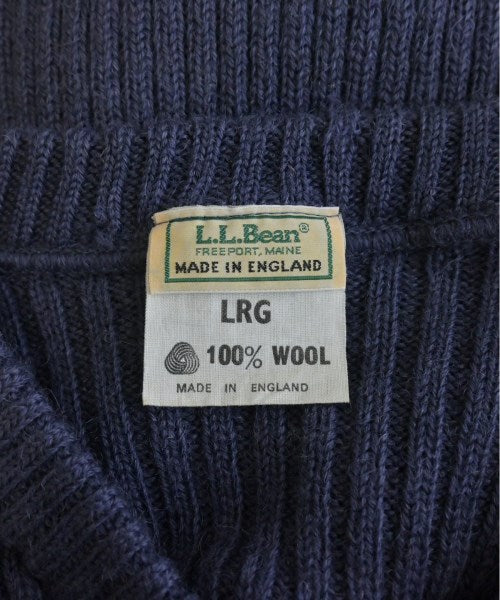 L.L.Bean®
FREEPORT, MAINE
MADE IN ENGLAND
LRG
100% WOOL
MADE IN ENGLAND